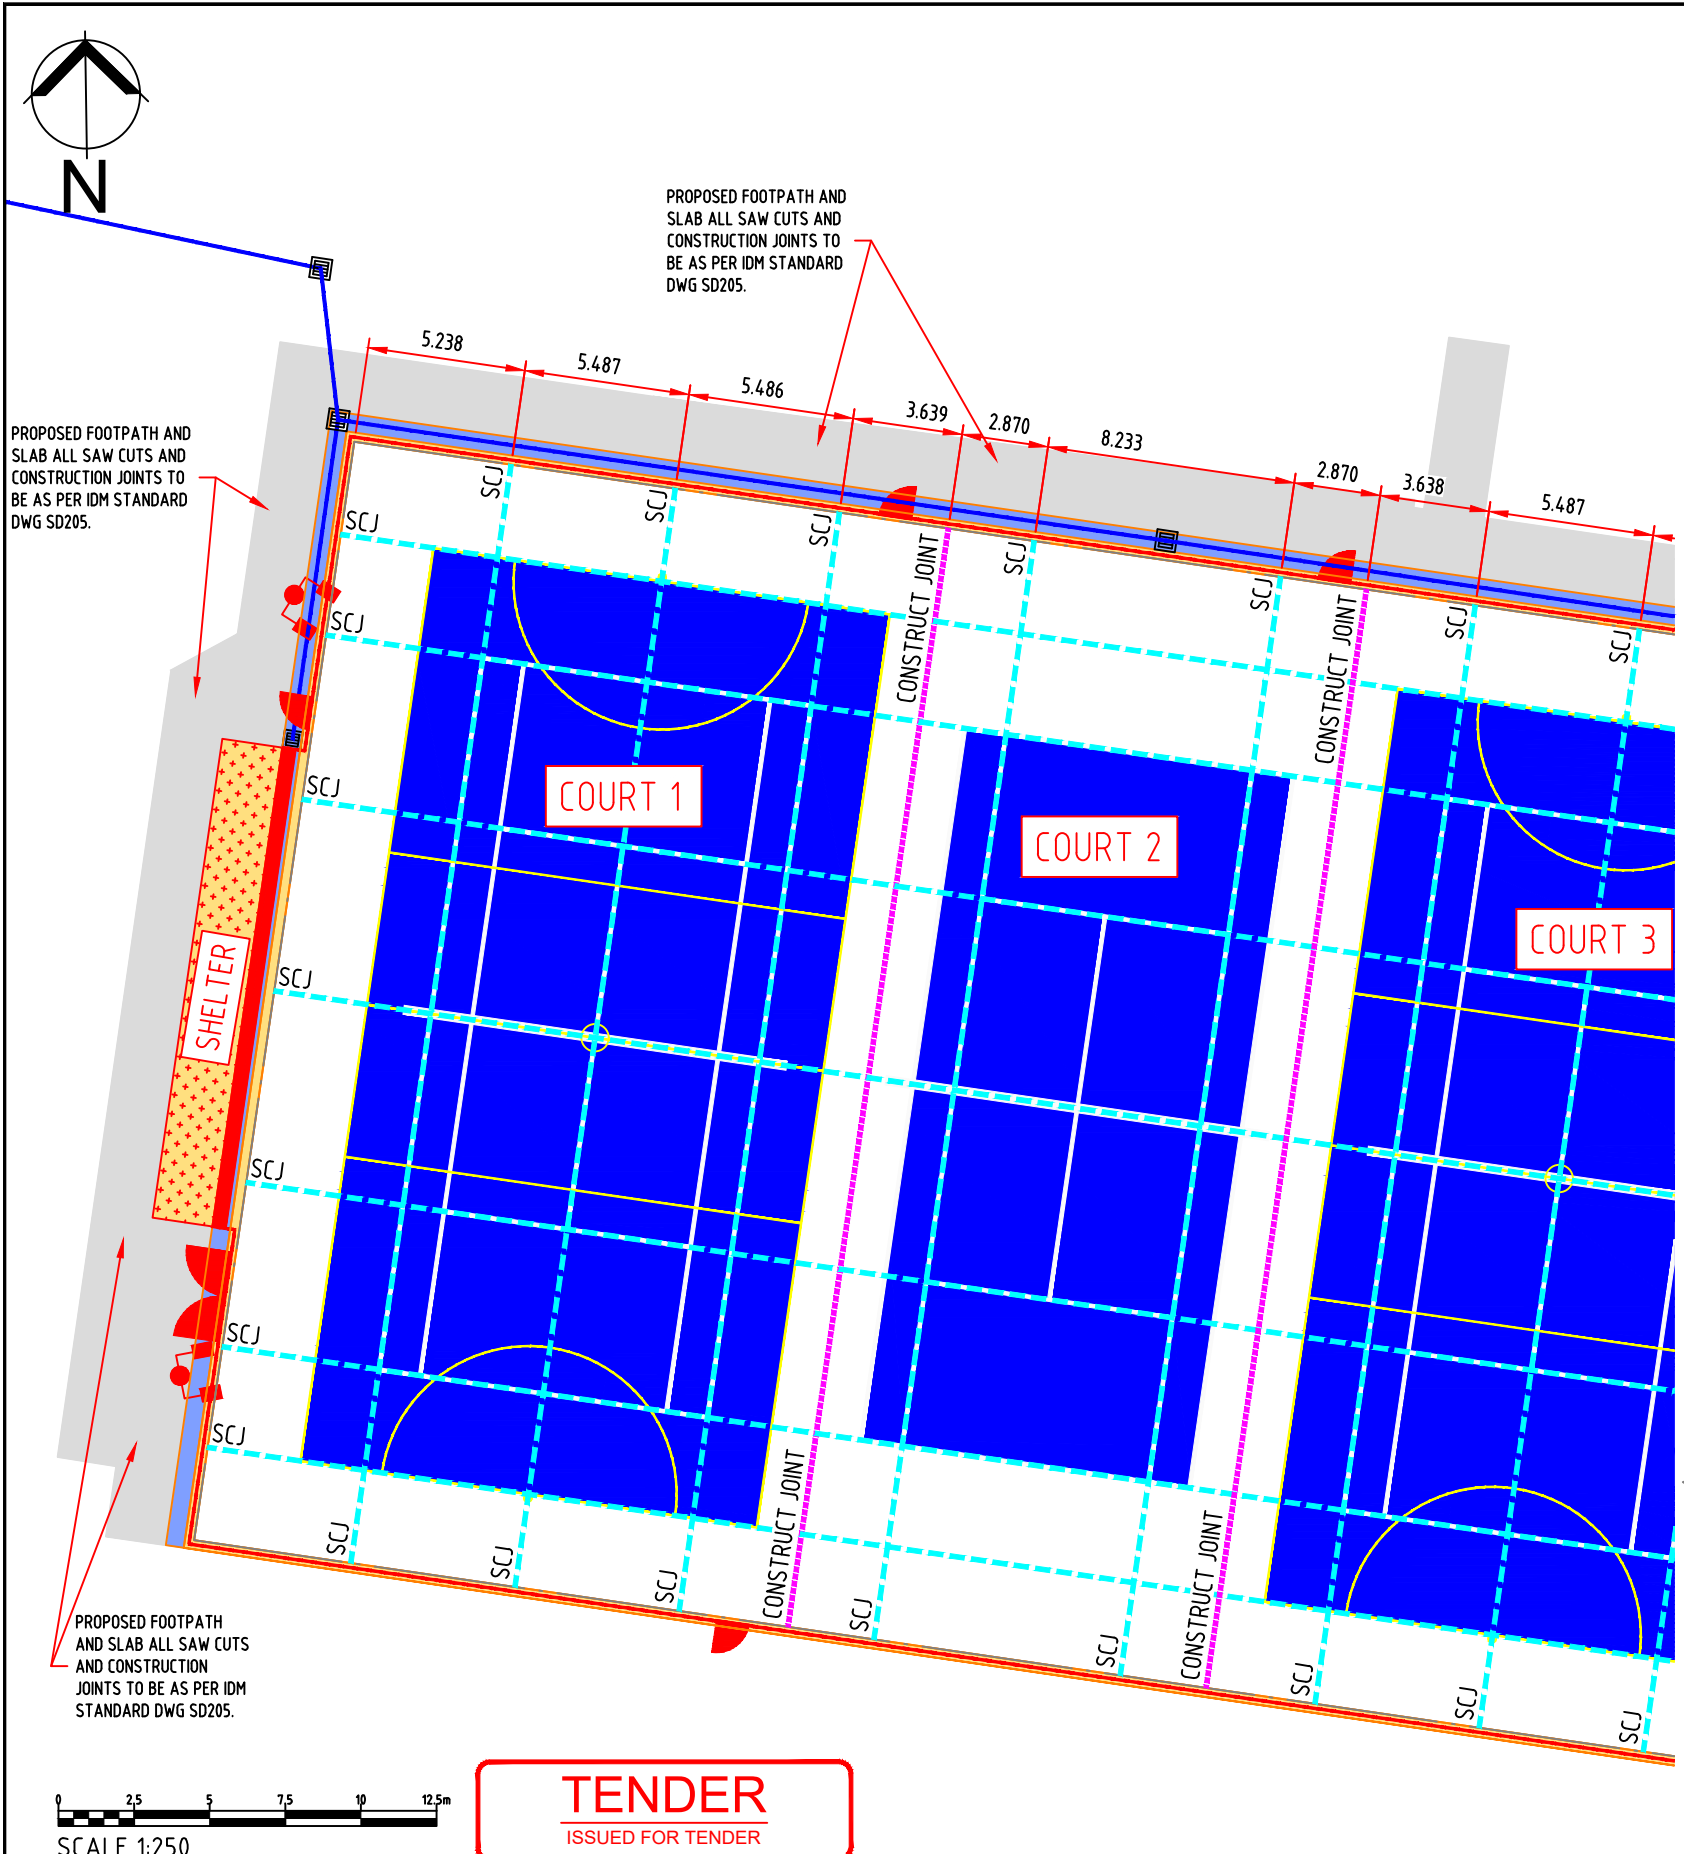 N
PROPOSED FOOTPATH AND
SLAB ALL SAW CUTS AND
CONSTRUCTION JOINTS TO
BE AS PER IDM STANDARD
DWG SD205.
5.238
5.487
5.486
3.639
2.870
8.233
2.870
3.638
5.487
PROPOSED FOOTPATH AND
SLAB ALL SAW CUTS AND
CONSTRUCTION JOINTS TO
BE AS PER IDM STANDARD
DWG SD205.
SCJ
SCJ
SCJ
CONSTRUCT JOINT
SCJ
SCJ
CONSTRUCT JOINT
SCJ
SCJ
SCJ
SCJ
SCJ
SCJ
SCJ
SCJ
SCJ
COURT 1
COURT 2
COURT 3
SHELTER
SCJ
SCJ
SCJ
CONSTRUCT JOINT
SCJ
SCJ
CONSTRUCT JOINT
SCJ
SCJ
SCJ
PROPOSED FOOTPATH
AND SLAB ALL SAW CUTS
AND CONSTRUCTION
JOINTS TO BE AS PER IDM
STANDARD DWG SD205.
0 2.5 5 7.5 10 12.5m
SCALE 1:250
TENDER
ISSUED FOR TENDER